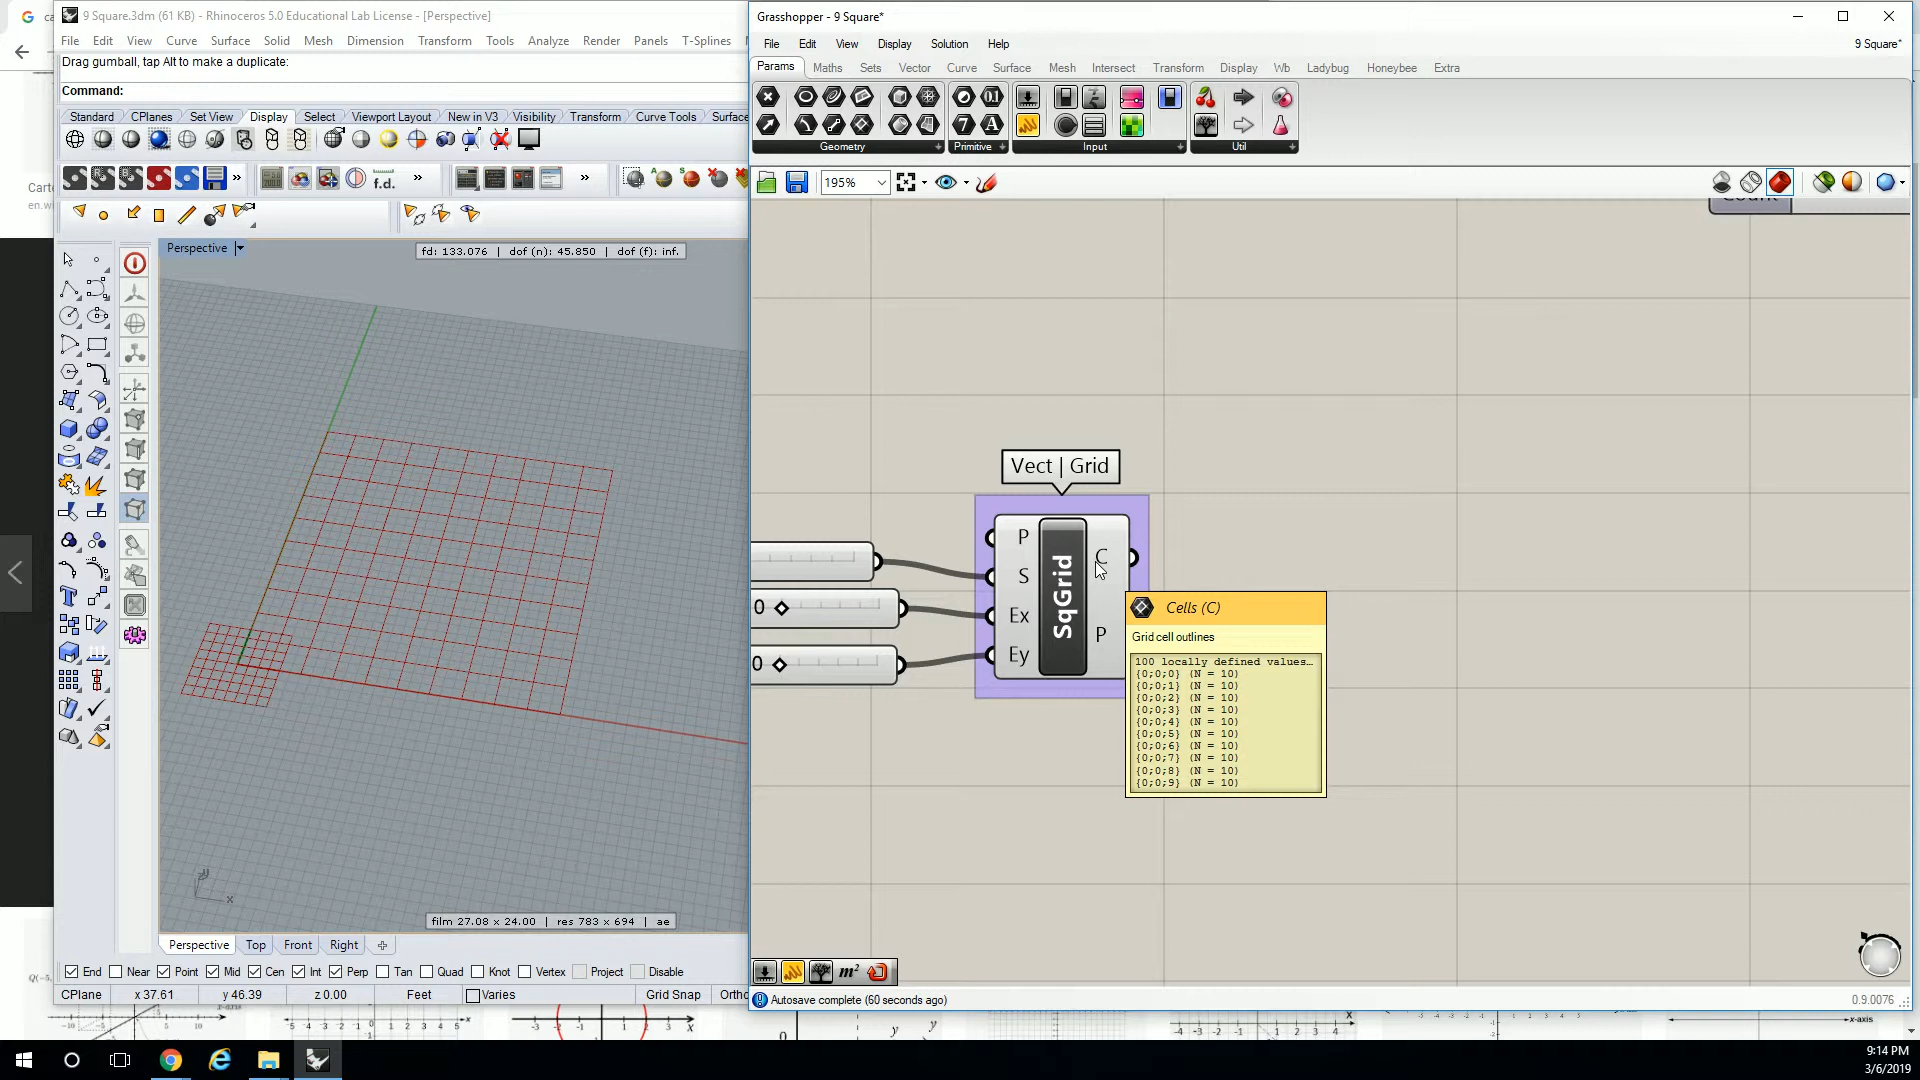 9 Square.3dm (61 KB) - Rhinoceros 5.0 Educational Lab License - [Perspective]
File Edit View Curve Surface Solid Mesh Dimension Transform Tools Analyze Render Panels T-Splines
Drag gumball, tap Alt to make a duplicate:
Command:
Standard CPlanes Set View Display Select Viewport Layout New in V3 Visibility Transform Curve Tools Surfac
f.d.
Perspective
fd: 133.076 | dof (n): 45.850 | dof (f): inf.
film 27.08 x 24.00 | res 783 x 694 | ae
x
Perspective Top Front Right
End Near Point Mid Cen Int Perp Tan Quad Knot Vertex Project Disable
CPlane x 37.61 y 46.39 z 0.00 Feet Varies Grid Snap Ortho
Carte
en.w
Grasshopper - 9 Square*
File Edit View Display Solution Help
9 Square*
Params Maths Sets Vector Curve Surface Mesh Intersect Transform Display Wb Ladybug Honeybee Extra
Geometry Primitive Input Util
195%
Count
Vect | Grid
P
S
Ex
Ey
SqGrid
C
P
0
0
Cells (C)
Grid cell outlines
100 locally defined values...
{0;0;0} (N = 10)
{0;0;1} (N = 10)
{0;0;2} (N = 10)
{0;0;3} (N = 10)
{0;0;4} (N = 10)
{0;0;5} (N = 10)
{0;0;6} (N = 10)
{0;0;7} (N = 10)
{0;0;8} (N = 10)
{0;0;9} (N = 10)
m²
Autosave complete (60 seconds ago)
0.9.0076
9:14 PM
3/6/2019